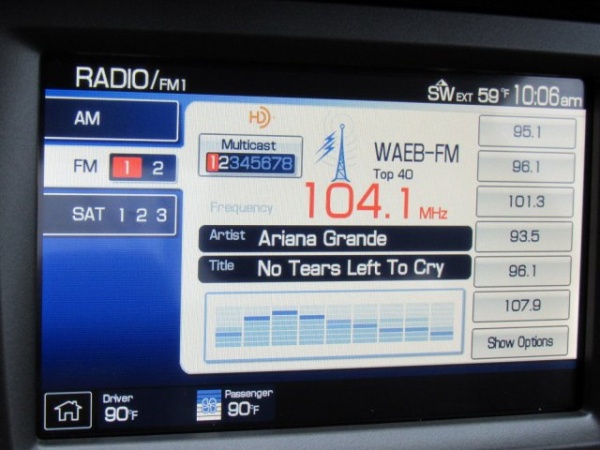 RADIO/FM1
SW EXT 59°F 10:06am
AM
FM 1 2
SAT 1 2 3
HD
Multicast
12345678
WAEB-FM
Top 40
Frequency 104.1 MHz
Artist Ariana Grande
Title No Tears Left To Cry
95.1
96.1
101.3
93.5
96.1
107.9
Show Options
Driver
90°F
Passenger
90°F